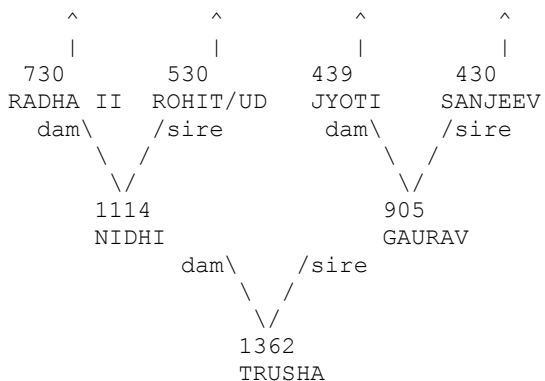 ^ ^ ^ ^
| | | |
730 530 439 430
RADHA II ROHIT/UD JYOTI SANJEEV
dam\ /sire dam\ /sire
\ / \ /
\/ \/
1114 905
NIDHI GAURAV
dam\ /sire
\ /
\/
1362
TRUSHA